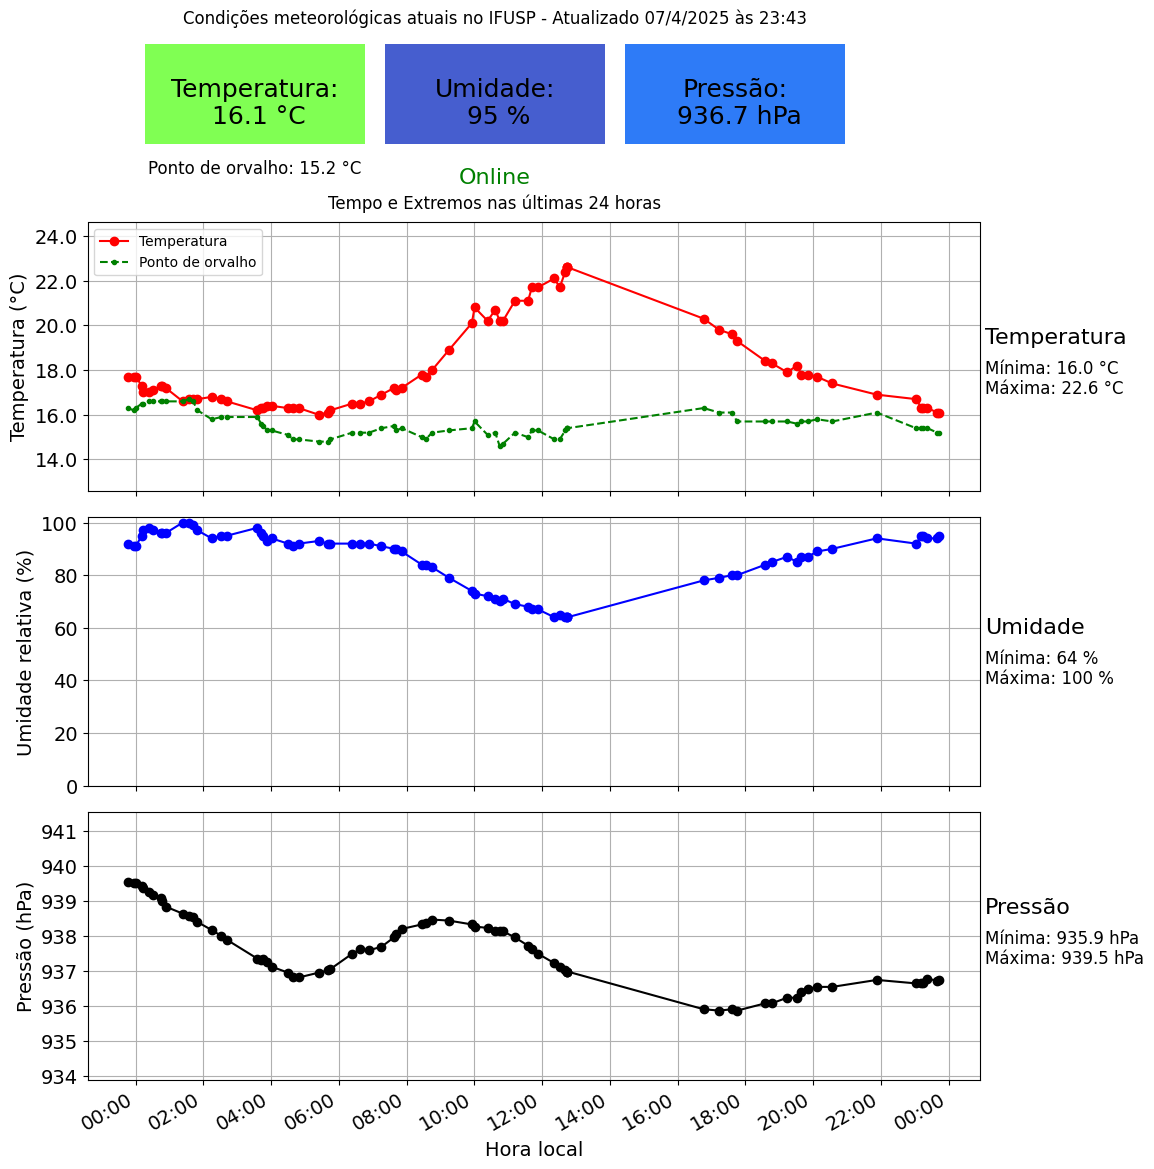 Condições meteorológicas atuais no IFUSP - Atualizado 07/4/2025 às 23:43
Temperatura:
16.1 °C
Umidade:
95 %
Pressão:
936.7 hPa
Ponto de orvalho: 15.2 °C
Online
Tempo e Extremos nas últimas 24 horas
Temperatura (°C)
24.0
22.0
20.0
18.0
16.0
14.0
Temperatura
Ponto de orvalho
Temperatura
Mínima: 16.0 °C
Máxima: 22.6 °C
Umidade relativa (%)
100
80
60
40
20
0
Umidade
Mínima: 64 %
Máxima: 100 %
Pressão (hPa)
941
940
939
938
937
936
935
934
Pressão
Mínima: 935.9 hPa
Máxima: 939.5 hPa
00:00 02:00 04:00 06:00 08:00 10:00 12:00 14:00 16:00 18:00 20:00 22:00 00:00
Hora local